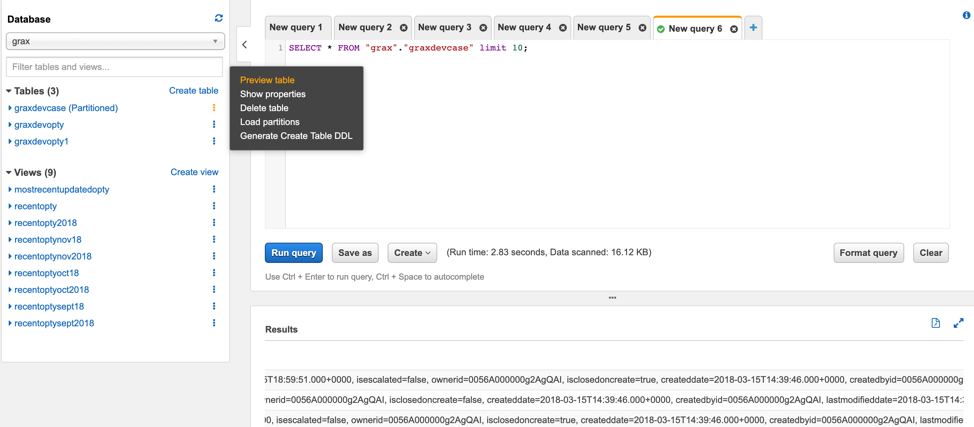 Database
grax
Filter tables and views...
Tables (3)
Create table
graxdevcase (Partitioned)
graxdevopty
graxdevopty1
Views (9)
Create view
mostrecentupdatedopty
recentopty
recentopty2018
recentoptynov18
recentoptynov2018
recentoptyoct18
recentoptyoct2018
recentoptysept18
recentoptysept2018
New query 1
New query 2
New query 3
New query 4
New query 5
New query 6
+
1 SELECT * FROM "grax"."graxdevcase" limit 10;
Preview table
Show properties
Delete table
Load partitions
Generate Create Table DDL
Run query
Save as
Create
(Run time: 2.83 seconds, Data scanned: 16.12 KB)
Format query
Clear
Use Ctrl + Enter to run query, Ctrl + Space to autocomplete
Results
5T18:59:51.000+0000, isescalated=false, ownerid=0056A000000g2AgQAI, isclosedoncreate=true, createddate=2018-03-15T14:39:46.000+0000, createdbyid=0056A000000g
nerid=0056A000000g2AgQAI, isclosedoncreate=false, createddate=2018-03-15T14:39:46.000+0000, createdbyid=0056A000000g2AgQAI, lastmodifieddate=2018-03-15T14:
00, isescalated=false, ownerid=0056A000000g2AgQAI, isclosedoncreate=true, createddate=2018-03-15T14:39:46.000+0000, createdbyid=0056A000000g2AgQAI, lastmodifie